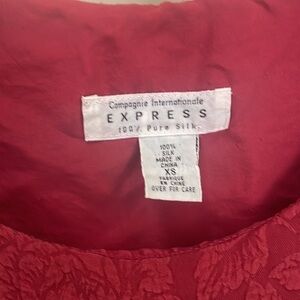 Compagnie Internationale
EXPRESS
100% Pure Silk
100%
SILK
MADE IN
CHINA
XS
FABRIQUE
EN CHINE
OVER FOR CARE